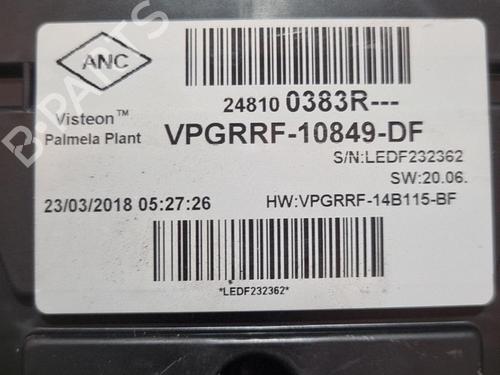 ANC
24810 0383R---
Visteon™
Palmela Plant
VPGRRF-10849-DF
S/N:LEDF232362
SW:20.06.
23/03/2018 05:27:26
HW:VPGRRF-14B115-BF
*LEDF232362*
B PARTS